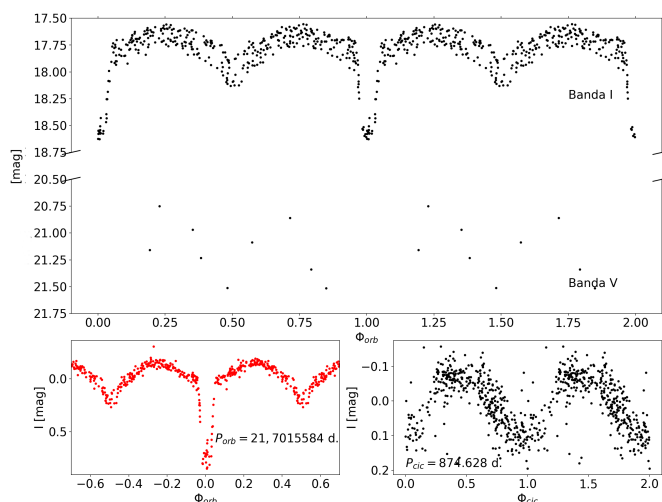 17.50
17.75
18.00
18.25
18.50
18.75
20.50
20.75
21.00
21.25
21.50
21.75
[mag]
Banda I
Banda V
0.00 0.25 0.50 0.75 1.00 1.25 1.50 1.75 2.00
Φorb
0.0
0.5
I [mag]
P_orb = 21,7015584 d.
−0.6 −0.4 −0.2 0.0 0.2 0.4 0.6
Φorb
−0.1
0.0
0.1
0.2
I [mag]
P_cic = 874.628 d.
0.0 0.5 1.0 1.5 2.0
Φcic